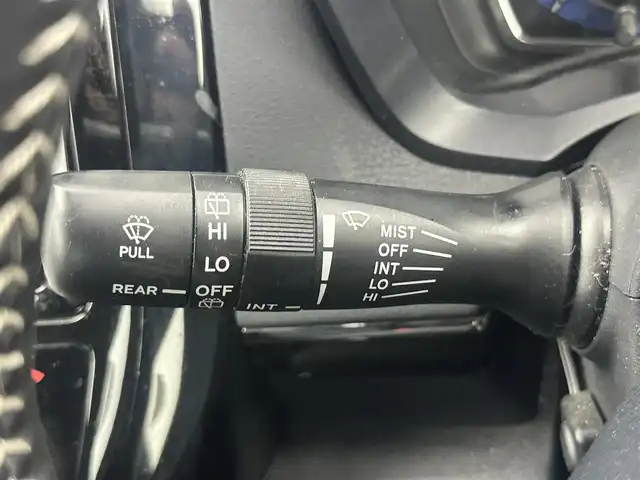 PULL
REAR
HI
LO
OFF
INT
MIST
OFF
INT
LO
HI